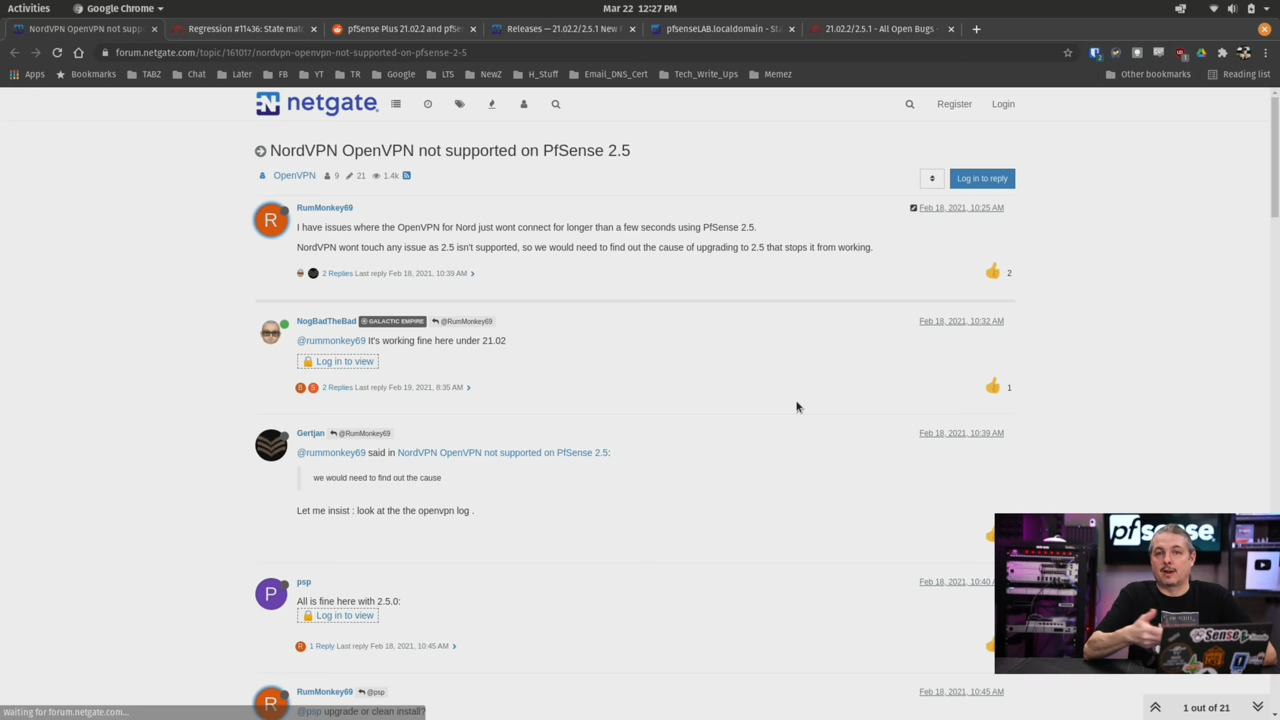 Activities
Google Chrome
Mar 22 12:27 PM
NordVPN OpenVPN not supp
Regression #11436: State mat
pfSense Plus 21.02.2 and pfSe
Releases — 21.02.2/2.5.1 New F
pfsenseLAB.localdomain - Sta
21.02.2/2.5.1 - All Open Bugs -
forum.netgate.com/topic/161017/nordvpn-openvpn-not-supported-on-pfsense-2-5
Apps Bookmarks TABZ Chat Later FB YT TR Google LTS NewZ H_Stuff Email_DNS_Cert Tech_Write_Ups Memez Other bookmarks Reading list
netgate
Register Login
NordVPN OpenVPN not supported on PfSense 2.5
OpenVPN 9 21 1.4k
Log in to reply
R
RumMonkey69
Feb 18, 2021, 10:25 AM
I have issues where the OpenVPN for Nord just wont connect for longer than a few seconds using PfSense 2.5.
NordVPN wont touch any issue as 2.5 isn't supported, so we would need to find out the cause of upgrading to 2.5 that stops it from working.
2 Replies Last reply Feb 18, 2021, 10:39 AM
2
NogBadTheBad GALACTIC EMPIRE @RumMonkey69
Feb 18, 2021, 10:32 AM
@rummonkey69 It's working fine here under 21.02
Log in to view
2 Replies Last reply Feb 19, 2021, 8:35 AM
1
Gertjan @RumMonkey69
Feb 18, 2021, 10:39 AM
@rummonkey69 said in NordVPN OpenVPN not supported on PfSense 2.5:
we would need to find out the cause
Let me insist : look at the the openvpn log .
P
psp
Feb 18, 2021, 10:40
All is fine here with 2.5.0:
Log in to view
1 Reply Last reply Feb 18, 2021, 10:45 AM
R
RumMonkey69 @psp
Feb 18, 2021, 10:45 AM
@psp upgrade or clean install?
Waiting for forum.netgate.com...
1 out of 21
pfsense